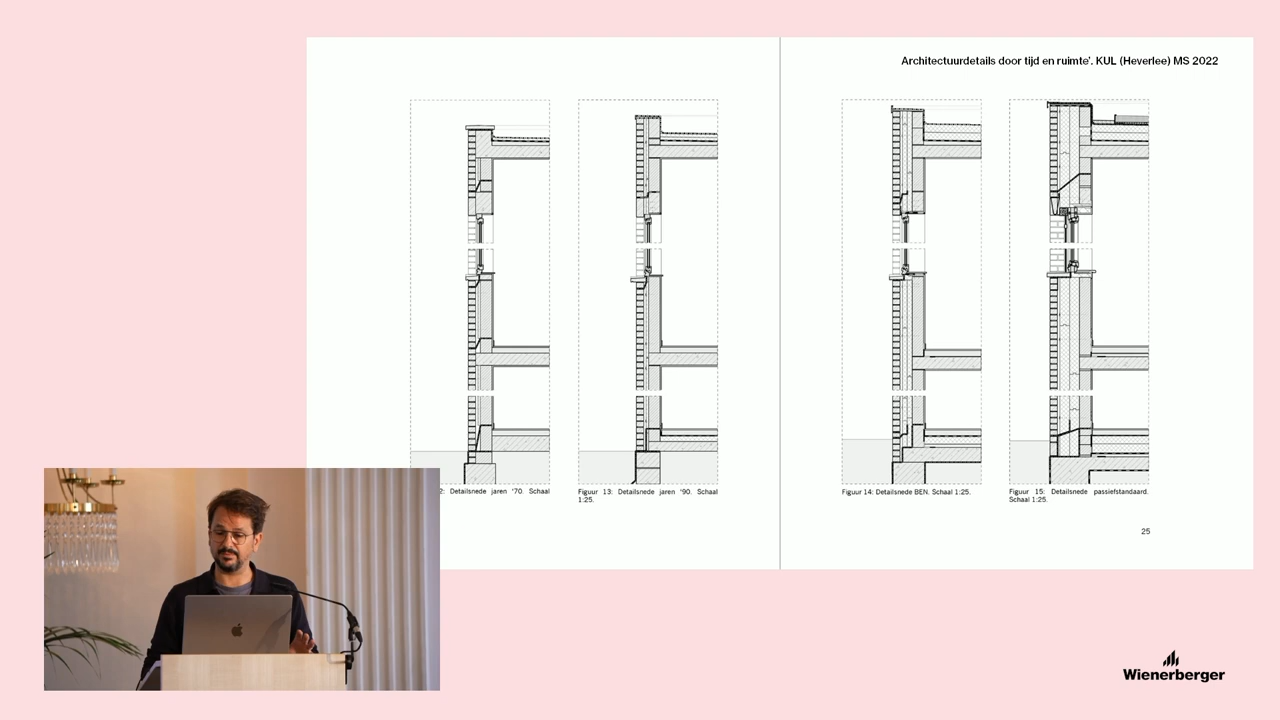 Architectuurdetails door tijd en ruimte'. KUL (Heverlee) MS 2022
2: Detailsnede jaren '70. Schaal
Figuur 13: Detailsnede jaren '90. Schaal
1:25.
Figuur 14: Detailsnede BEN. Schaal 1:25.
Figuur 15: Detailsnede passiefstandaard.
Schaal 1:25.
25
Wienerberger